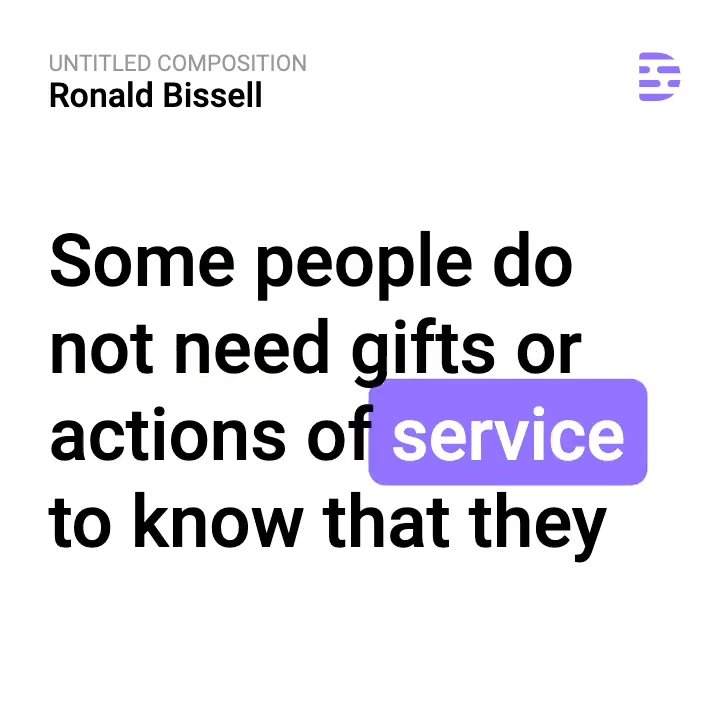 UNTITLED COMPOSITION
Ronald Bissell
Some people do
not need gifts or
actions of service
to know that they